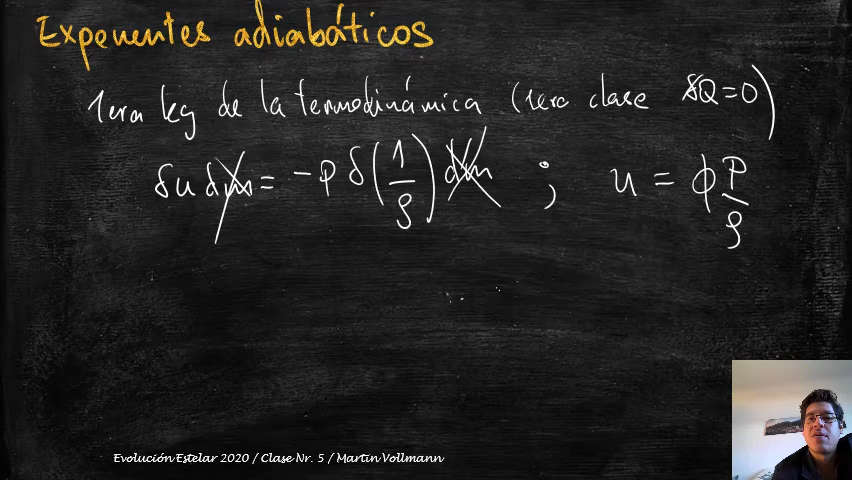 Exponentes adiabáticos
1era ley de la termodinámica (1era clase δQ=0)
δu dm = -P δ(1/ρ) dm ; u = ϕ P/ρ
Evolución Estelar 2020 / Clase Nr. 5 / Martin Vollmann